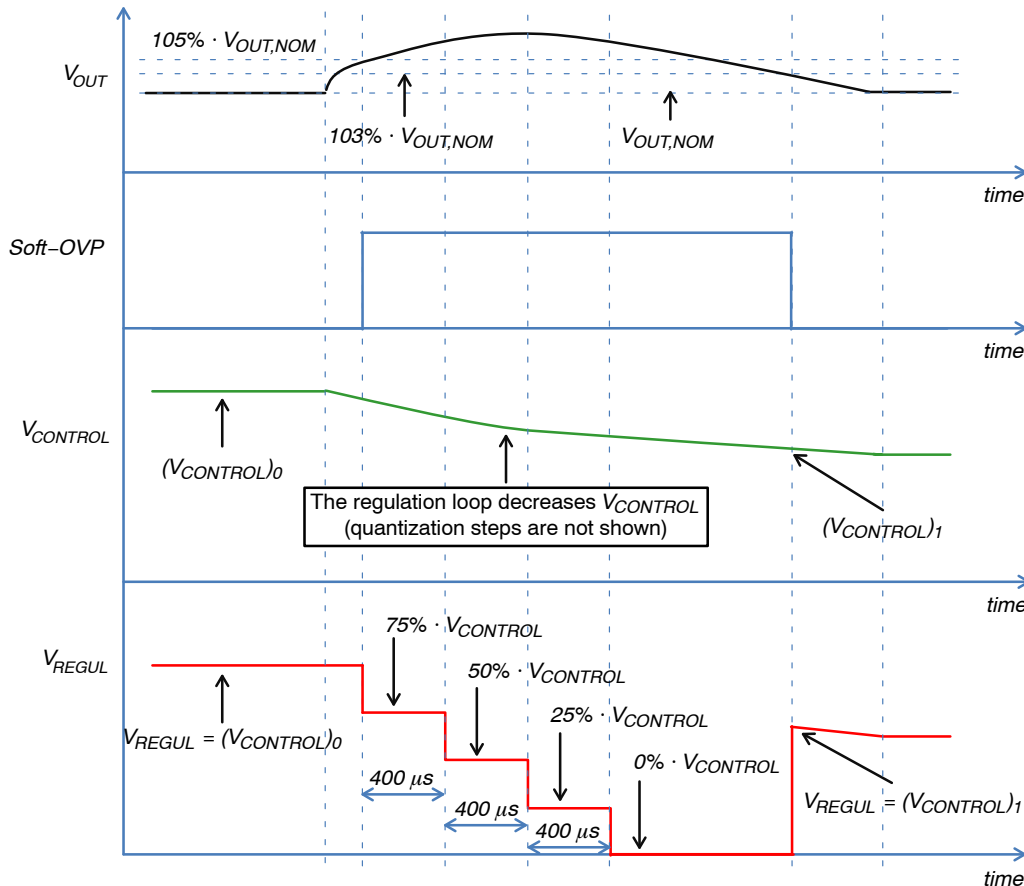 105% · VOUT,NOM
VOUT
103% · VOUT,NOM
VOUT,NOM
time
Soft−OVP
time
VCONTROL
(VCONTROL)0
The regulation loop decreases VCONTROL
(quantization steps are not shown)
(VCONTROL)1
time
75% · VCONTROL
VREGUL
50% · VCONTROL
25% · VCONTROL
VREGUL = (VCONTROL)0
0% · VCONTROL
400 μs
VREGUL = (VCONTROL)1
400 μs
400 μs
time